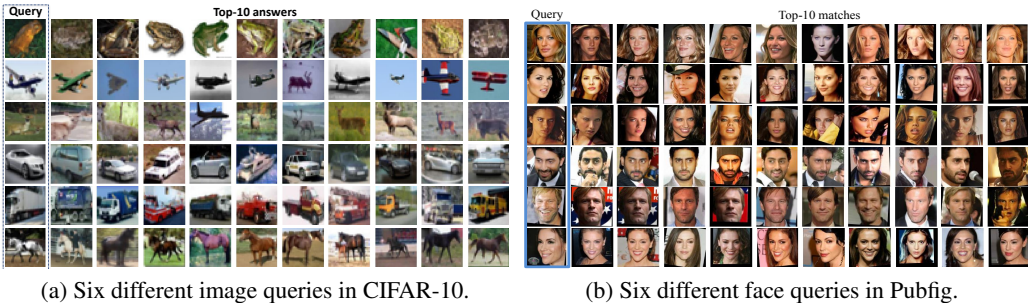 Query Top-10 answers
Query Top-10 matches
(a) Six different image queries in CIFAR-10.
(b) Six different face queries in Pubfig.